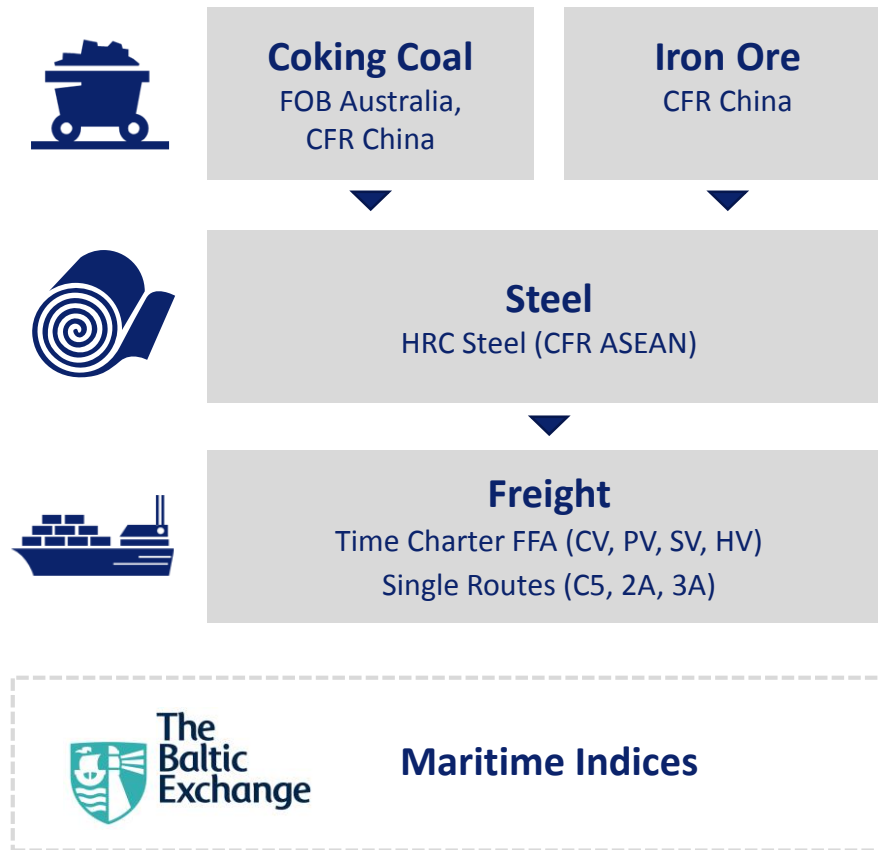 Coking Coal
FOB Australia,
CFR China
Iron Ore
CFR China
Steel
HRC Steel (CFR ASEAN)
Freight
Time Charter FFA (CV, PV, SV, HV)
Single Routes (C5, 2A, 3A)
The
Baltic
Exchange
Maritime Indices